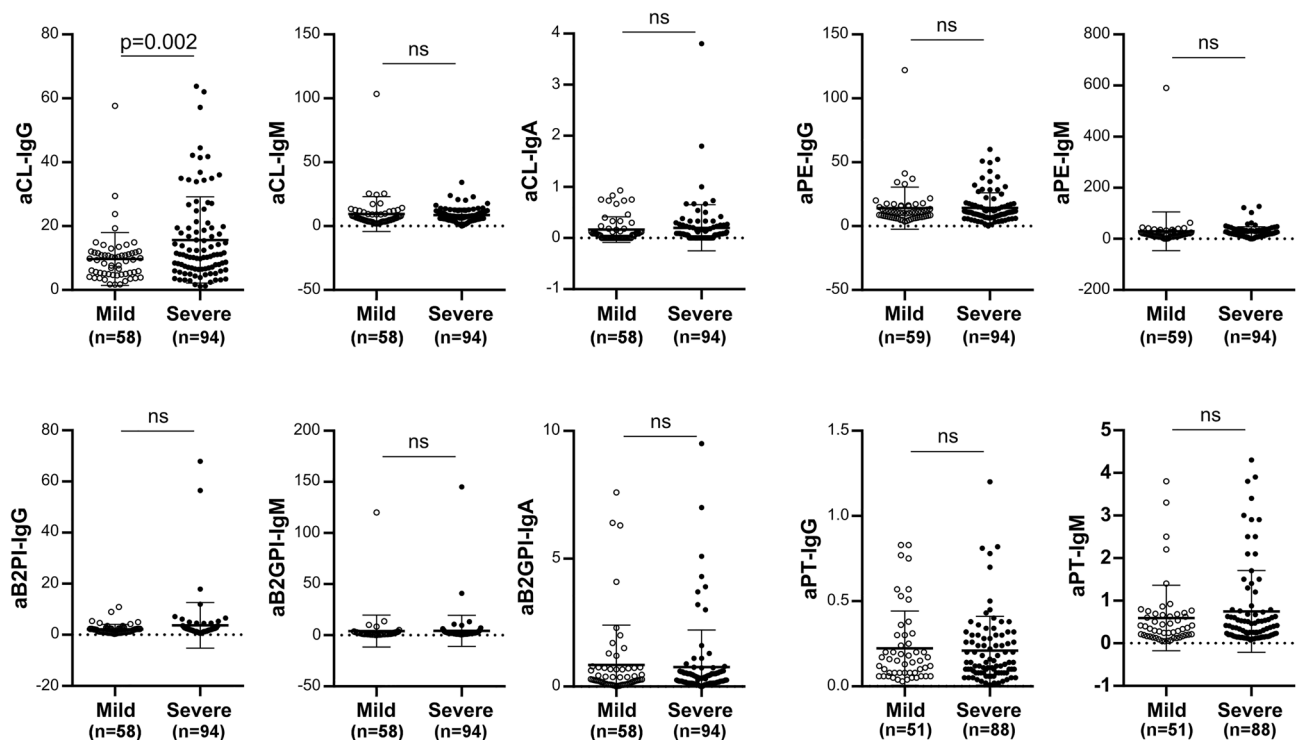 p=0.002
aCL-IgG
80
60
40
20
0
Mild
(n=58)
Severe
(n=94)
ns
aCL-IgM
150
100
50
0
-50
Mild
(n=58)
Severe
(n=94)
ns
aCL-IgA
4
3
2
1
0
-1
Mild
(n=58)
Severe
(n=94)
ns
aPE-IgG
150
100
50
0
-50
Mild
(n=59)
Severe
(n=94)
ns
aPE-IgM
800
600
400
200
0
-200
Mild
(n=59)
Severe
(n=94)
ns
aB2PI-IgG
80
60
40
20
0
-20
Mild
(n=58)
Severe
(n=94)
ns
aB2GPI-IgM
200
150
100
50
0
-50
Mild
(n=58)
Severe
(n=94)
ns
aB2GPI-IgA
10
5
0
Mild
(n=58)
Severe
(n=94)
ns
aPT-IgG
1.5
1.0
0.5
0.0
Mild
(n=51)
Severe
(n=88)
ns
aPT-IgM
5
4
3
2
1
0
-1
Mild
(n=51)
Severe
(n=88)